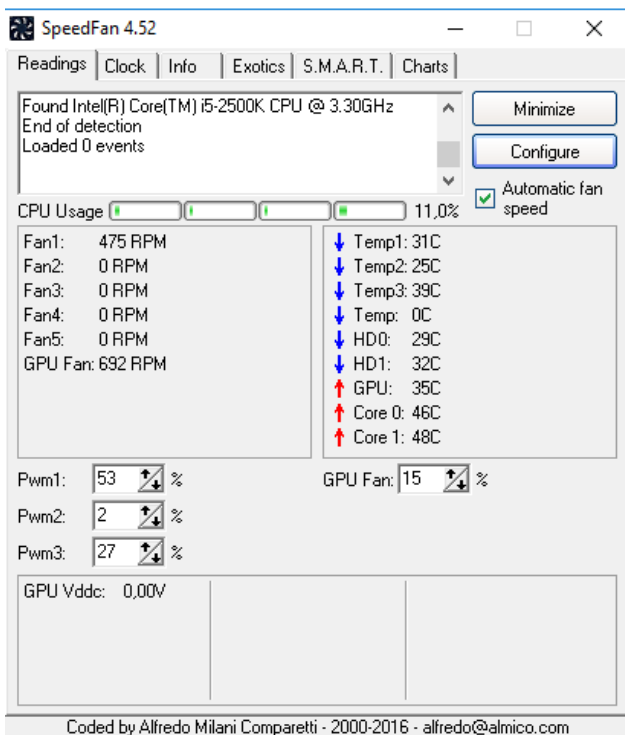 SpeedFan 4.52
Readings Clock Info Exotics S.M.A.R.T. Charts
Found Intel(R) Core(TM) i5-2500K CPU @ 3.30GHz
End of detection
Loaded 0 events
Minimize
Configure
Automatic fan
speed
CPU Usage 11,0%
Fan1: 475 RPM
Fan2: 0 RPM
Fan3: 0 RPM
Fan4: 0 RPM
Fan5: 0 RPM
GPU Fan: 692 RPM
Temp1: 31C
Temp2: 25C
Temp3: 39C
Temp: 0C
HD0: 29C
HD1: 32C
GPU: 35C
Core 0: 46C
Core 1: 48C
Pwm1: 53 %
Pwm2: 2 %
Pwm3: 27 %
GPU Fan: 15 %
GPU Vddc: 0,00V
Coded by Alfredo Milani Comparetti - 2000-2016 - alfredo@almico.com